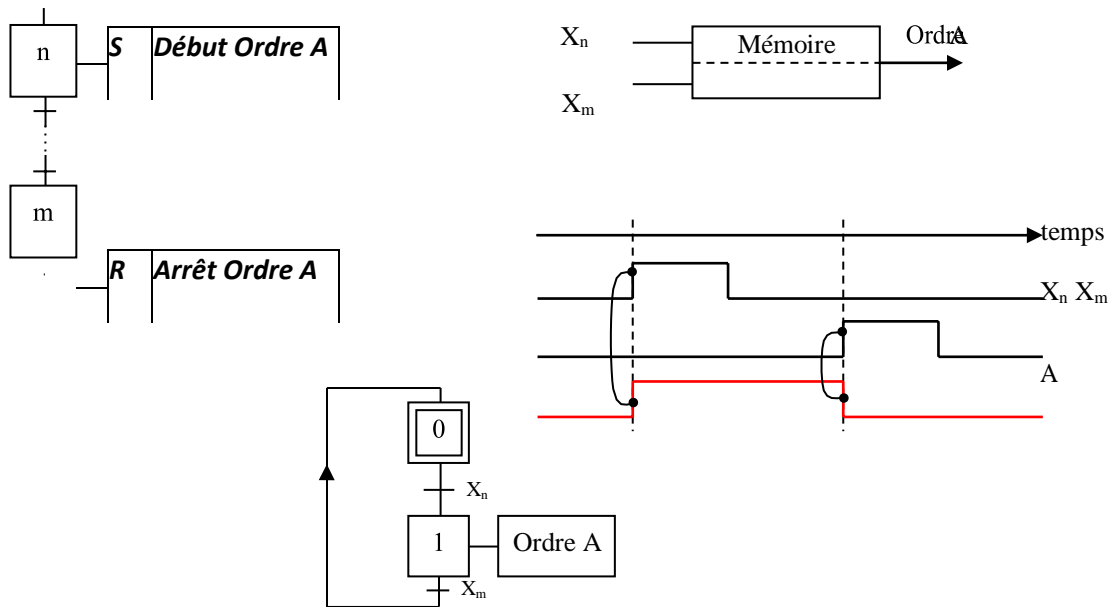 n
S Début Ordre A
m
R Arrêt Ordre A
Xₙ
Mémoire
Ordre A
Xₘ
temps
Xₙ Xₘ
A
0
Xₙ
1
Ordre A
Xₘ